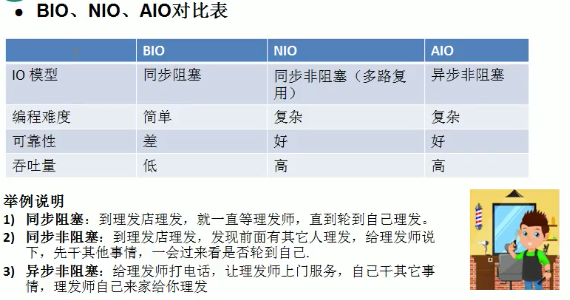 • BIO、NIO、AIO对比表
BIO NIO AIO
IO 模型 同步阻塞 同步非阻塞（多路复用） 异步非阻塞
编程难度 简单 复杂 复杂
可靠性 差 好 好
吞吐量 低 高 高
举例说明
1) 同步阻塞：到理发店理发，就一直等理发师，直到轮到自己理发。
2) 同步非阻塞：到理发店理发，发现前面有其它人理发，给理发师说
下，先干其他事情，一会过来看是否轮到自己.
3) 异步非阻塞：给理发师打电话，让理发师上门服务，自己干其它事
情，理发师自己来家给你理发